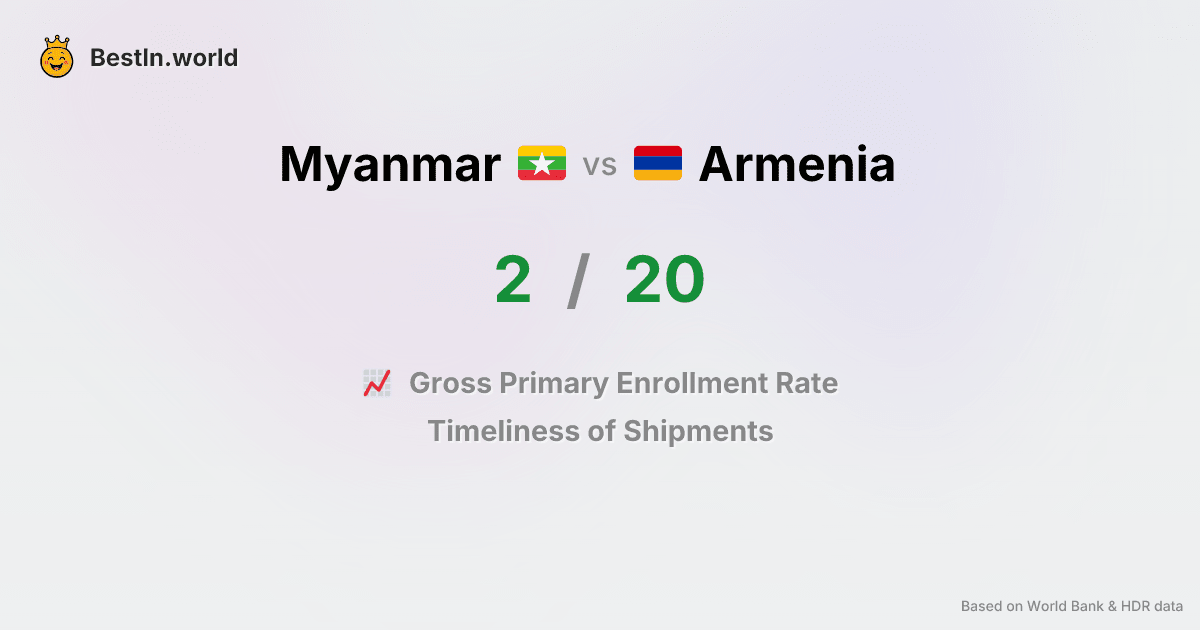 BestIn.world
Myanmar vs Armenia
2 / 20
Gross Primary Enrollment Rate
Timeliness of Shipments
Based on World Bank & HDR data